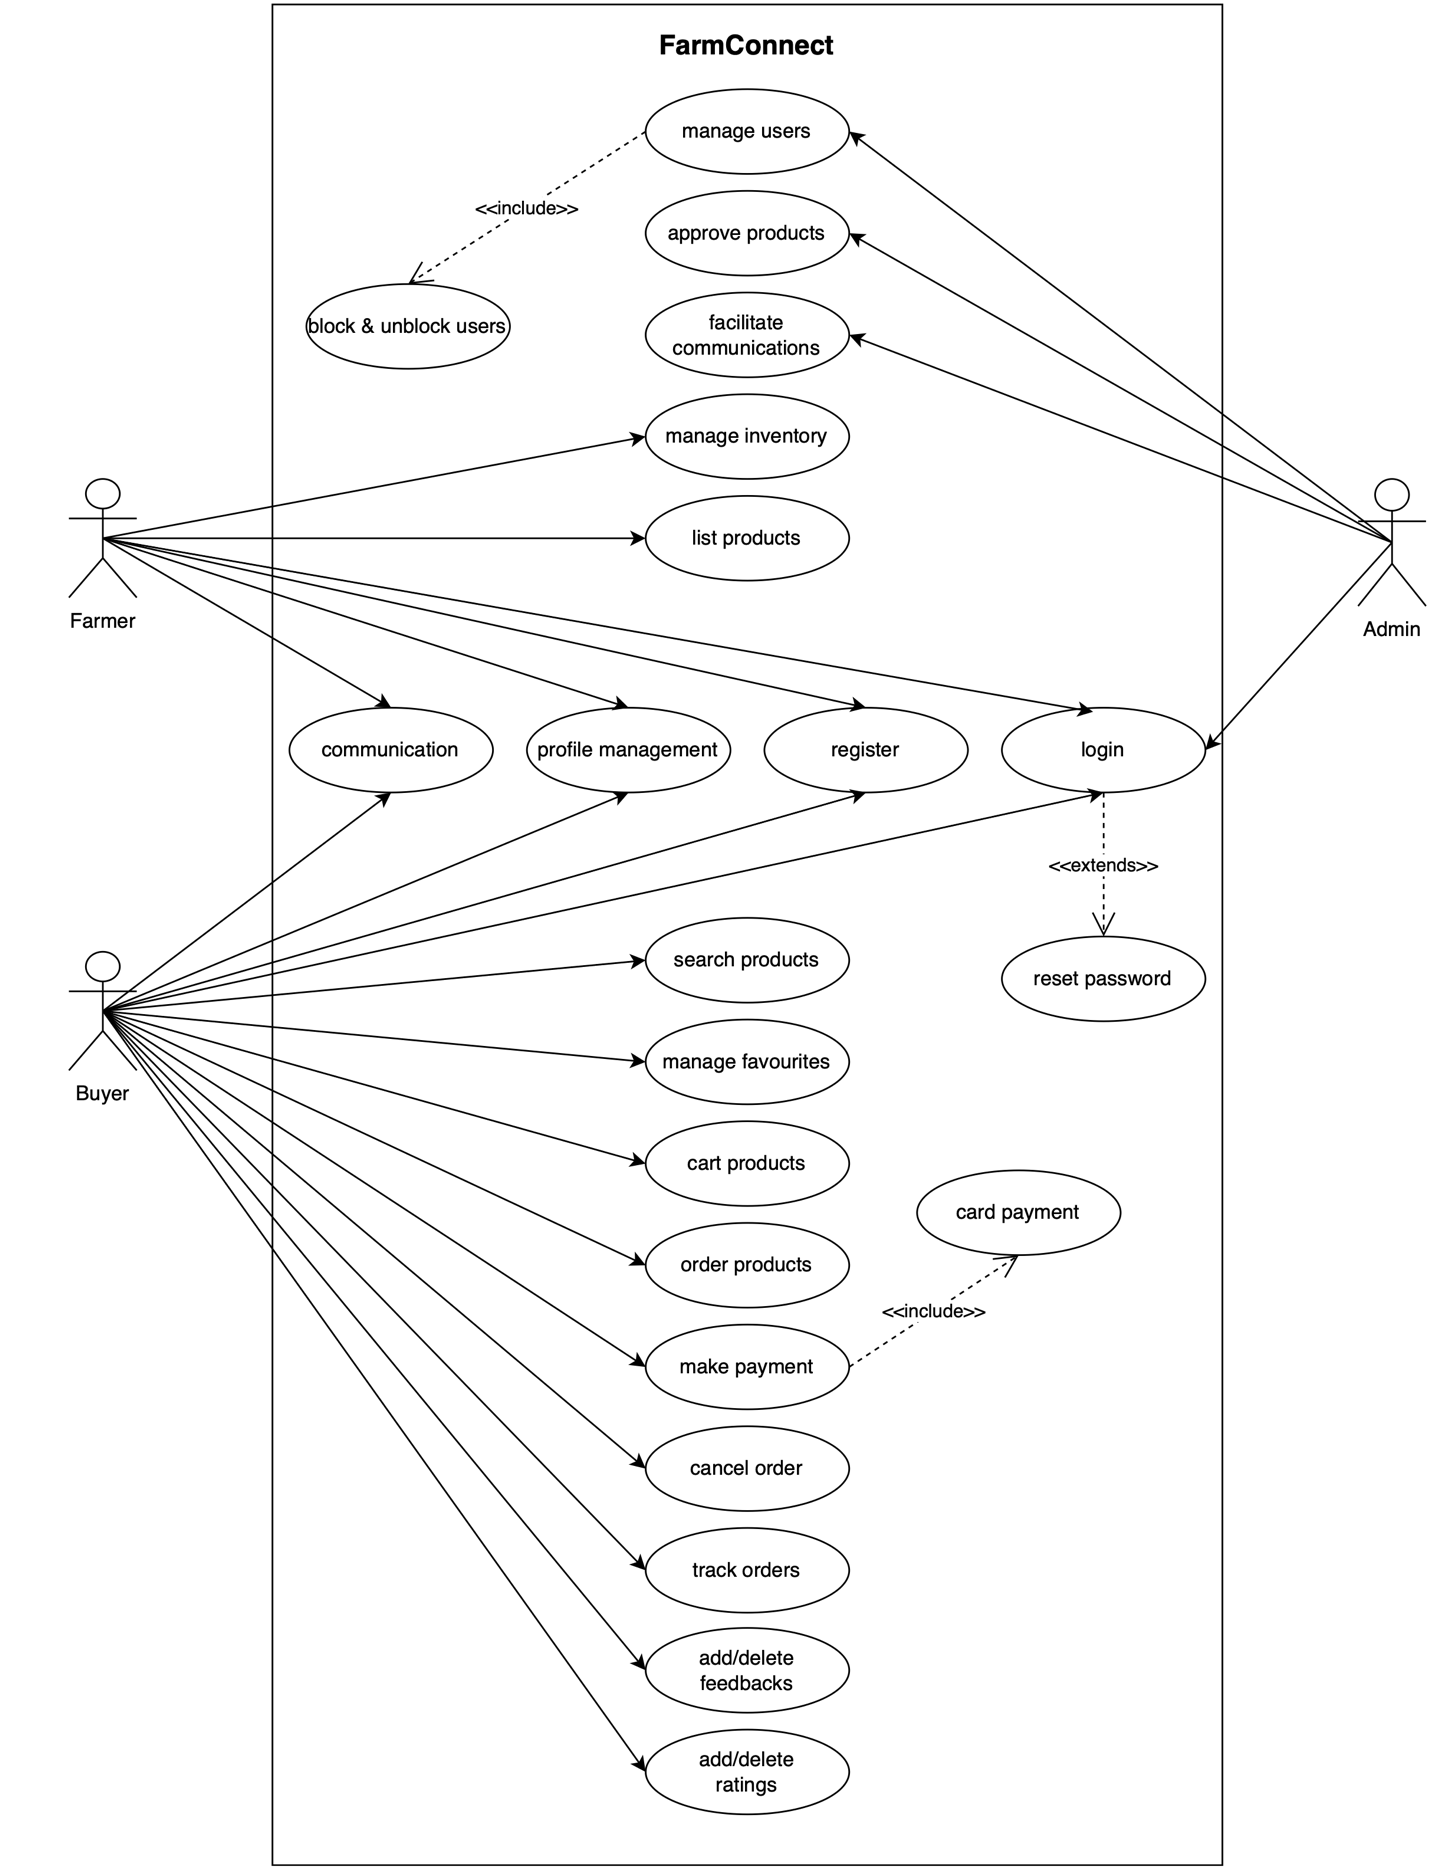 FarmConnect
manage users
<<include>>
approve products
block & unblock users
facilitate
communications
manage inventory
list products
Farmer
Admin
communication
profile management
register
login
<<extends>>
search products
reset password
manage favourites
Buyer
cart products
card payment
order products
<<include>>
make payment
cancel order
track orders
add/delete
feedbacks
add/delete
ratings